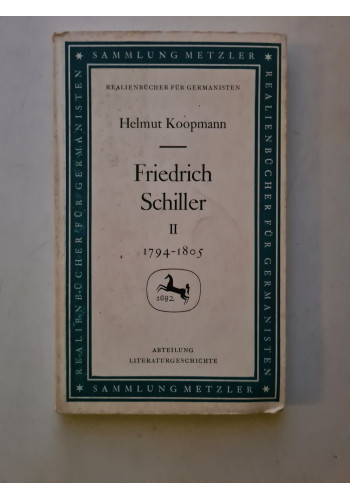 * SAMMLUNG METZLER *
REALIENBÜCHER FÜR GERMANISTEN
REALIENBÜCHER FÜR GERMANISTEN
REALIENBÜCHER FÜR GERMANISTEN
Helmut Koopmann
Friedrich
Schiller
II
1794-1805
1682
ABTEILUNG
LITERATURGESCHICHTE
* SAMMLUNG METZLER *